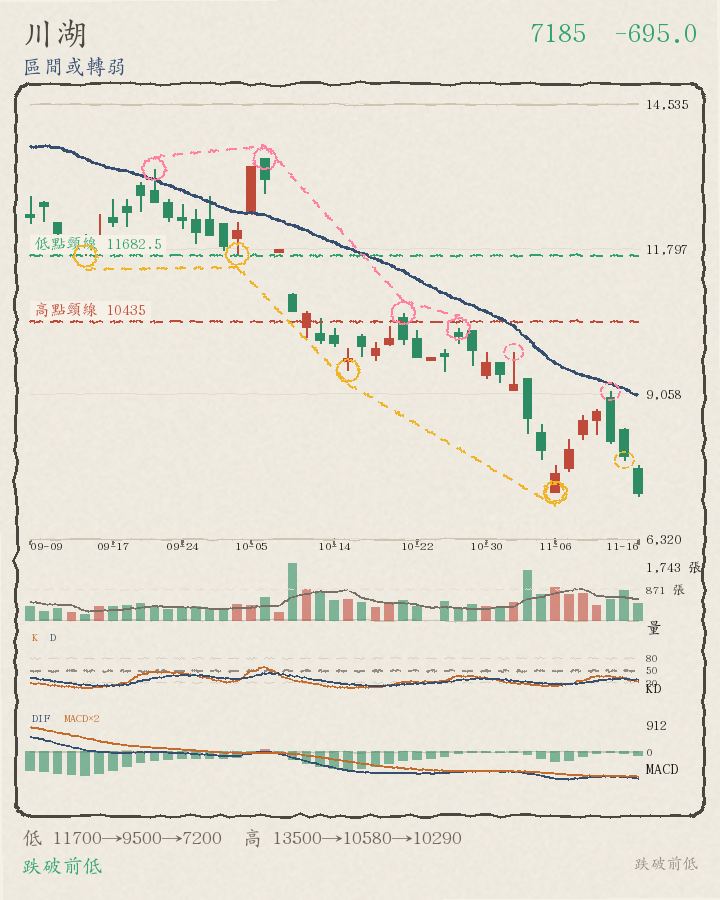 川湖 7185 -695.0
區間或轉弱
14,535
11,797
低點頸線 11682.5
高點頸線 10435
9,058
6,320
09-09 09-17 09-24 10-05 10-14 10-22 10-30 11-06 11-16
1,743 張
871 張
量
K D
80
50
20
KD
DIF MACD×2
912
0
MACD
低 11700→9500→7200 高 13500→10580→10290
跌破前低 跌破前低